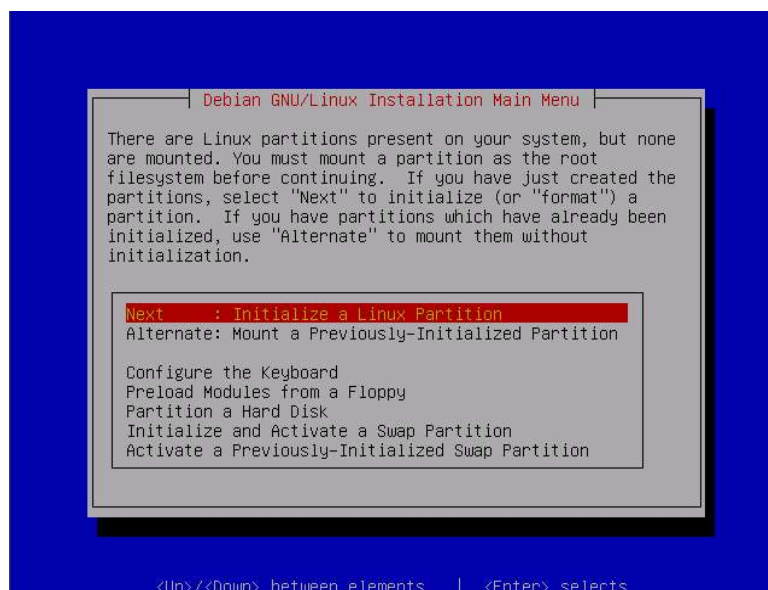 Debian GNU/Linux Installation Main Menu
There are Linux partitions present on your system, but none
are mounted. You must mount a partition as the root
filesystem before continuing.  If you have just created the
partitions, select "Next" to initialize (or "format") a
partition.  If you have partitions which have already been
initialized, use "Alternate" to mount them without
initialization.
Next     : Initialize a Linux Partition
Alternate: Mount a Previously-Initialized Partition
Configure the Keyboard
Preload Modules from a Floppy
Partition a Hard Disk
Initialize and Activate a Swap Partition
Activate a Previously-Initialized Swap Partition
<Up>/<Down> between elements   |  <Enter> selects